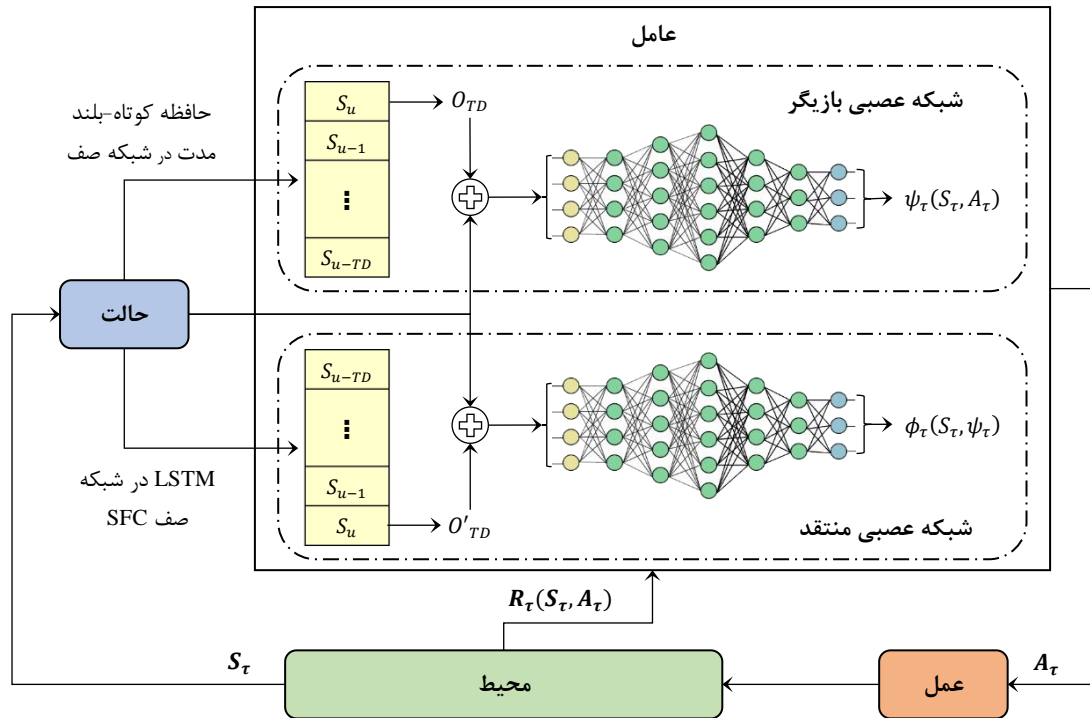 عامل
شبکه عصبی بازیگر
حافظه کوتاه-بلند
مدت در شبکه صف
S_u
O_TD
S_{u-1}
⋮
S_{u-TD}
ψ_τ(S_τ, A_τ)
حالت
S_{u-TD}
⋮
S_{u-1}
S_u
O'_TD
ϕ_τ(S_τ, ψ_τ)
LSTM در شبکه
صف SFC
شبکه عصبی منتقد
R_τ(S_τ, A_τ)
S_τ
محیط
عمل
A_τ